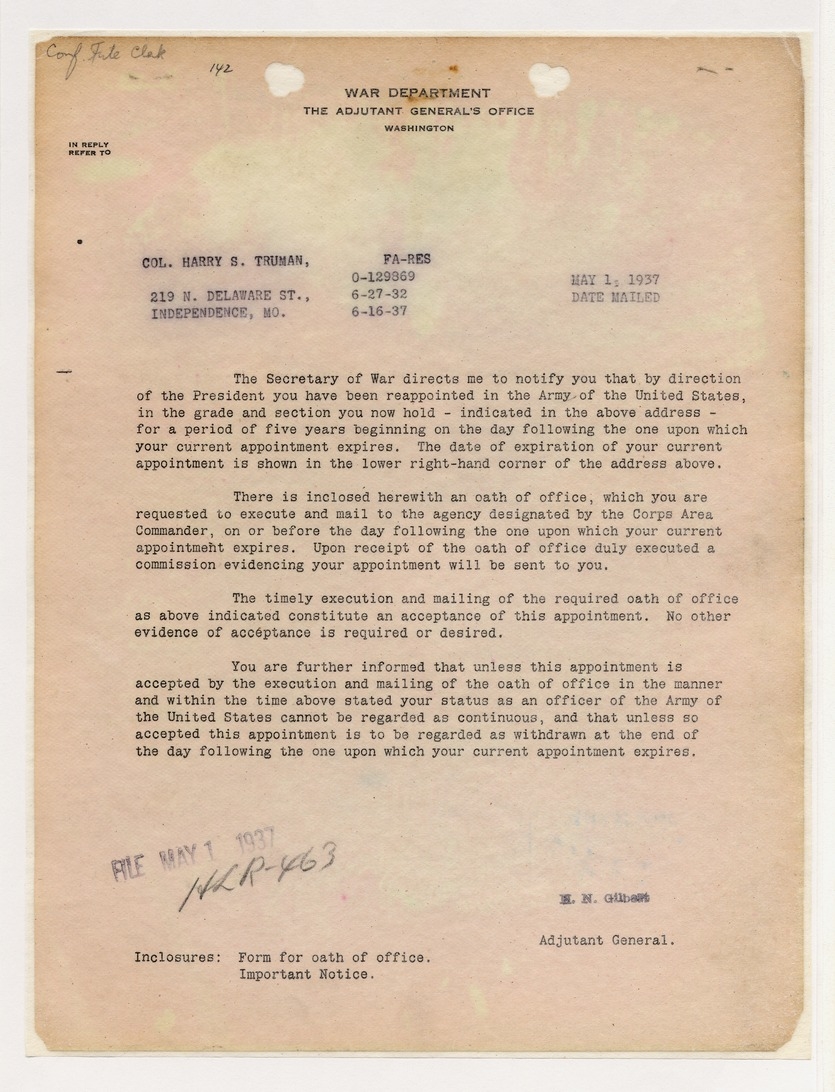 Conf. File Clak
142
WAR DEPARTMENT
THE ADJUTANT GENERAL'S OFFICE
WASHINGTON
IN REPLY
REFER TO
COL. HARRY S. TRUMAN, FA-RES
0-129869
MAY 1, 1937
219 N. DELAWARE ST., 6-27-32
DATE MAILED
INDEPENDENCE, MO. 6-16-37
The Secretary of War directs me to notify you that by direction
of the President you have been reappointed in the Army of the United States,
in the grade and section you now hold - indicated in the above address -
for a period of five years beginning on the day following the one upon which
your current appointment expires. The date of expiration of your current
appointment is shown in the lower right-hand corner of the address above.
There is inclosed herewith an oath of office, which you are
requested to execute and mail to the agency designated by the Corps Area
Commander, on or before the day following the one upon which your current
appointment expires. Upon receipt of the oath of office duly executed a
commission evidencing your appointment will be sent to you.
The timely execution and mailing of the required oath of office
as above indicated constitute an acceptance of this appointment. No other
evidence of acceptance is required or desired.
You are further informed that unless this appointment is
accepted by the execution and mailing of the oath of office in the manner
and within the time above stated your status as an officer of the Army of
the United States cannot be regarded as continuous, and that unless so
accepted this appointment is to be regarded as withdrawn at the end of
the day following the one upon which your current appointment expires.
FILE MAY 1 1937
HLR-463
N. N. Gilbert
Adjutant General.
Inclosures: Form for oath of office.
Important Notice.